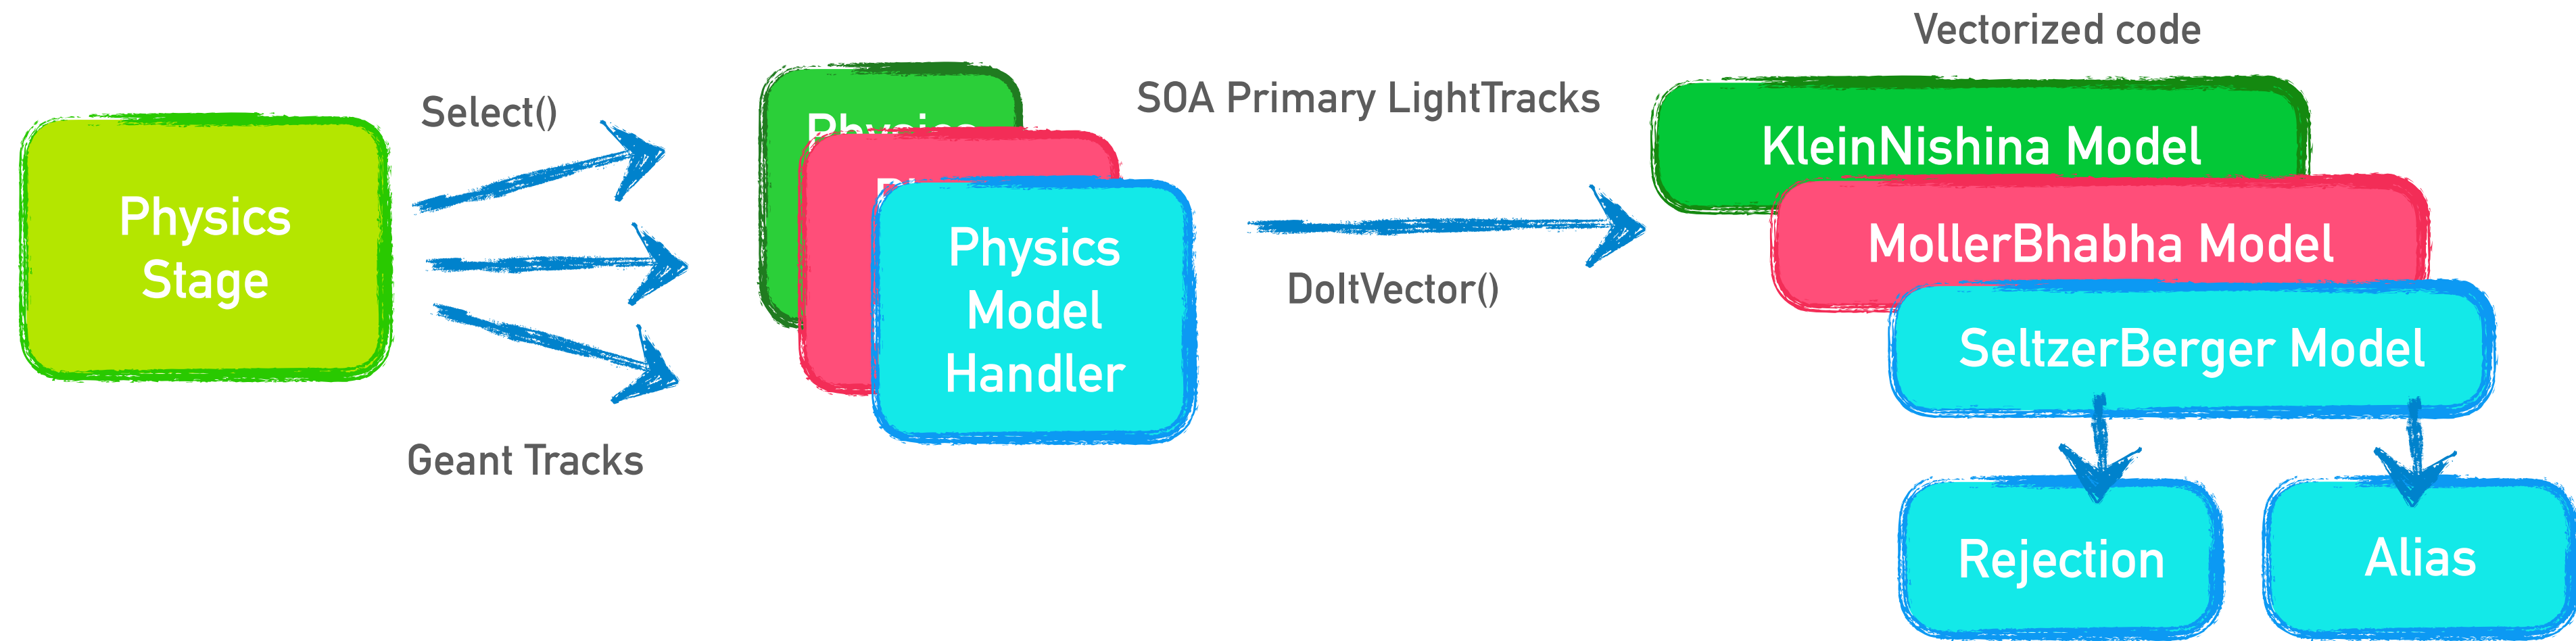 Vectorized code
Select()
SOA Primary LightTracks
Physics
Stage
Physics
Physics
Model
Handler
KleinNishina Model
MollerBhabha Model
SeltzerBerger Model
DoItVector()
Geant Tracks
Rejection
Alias